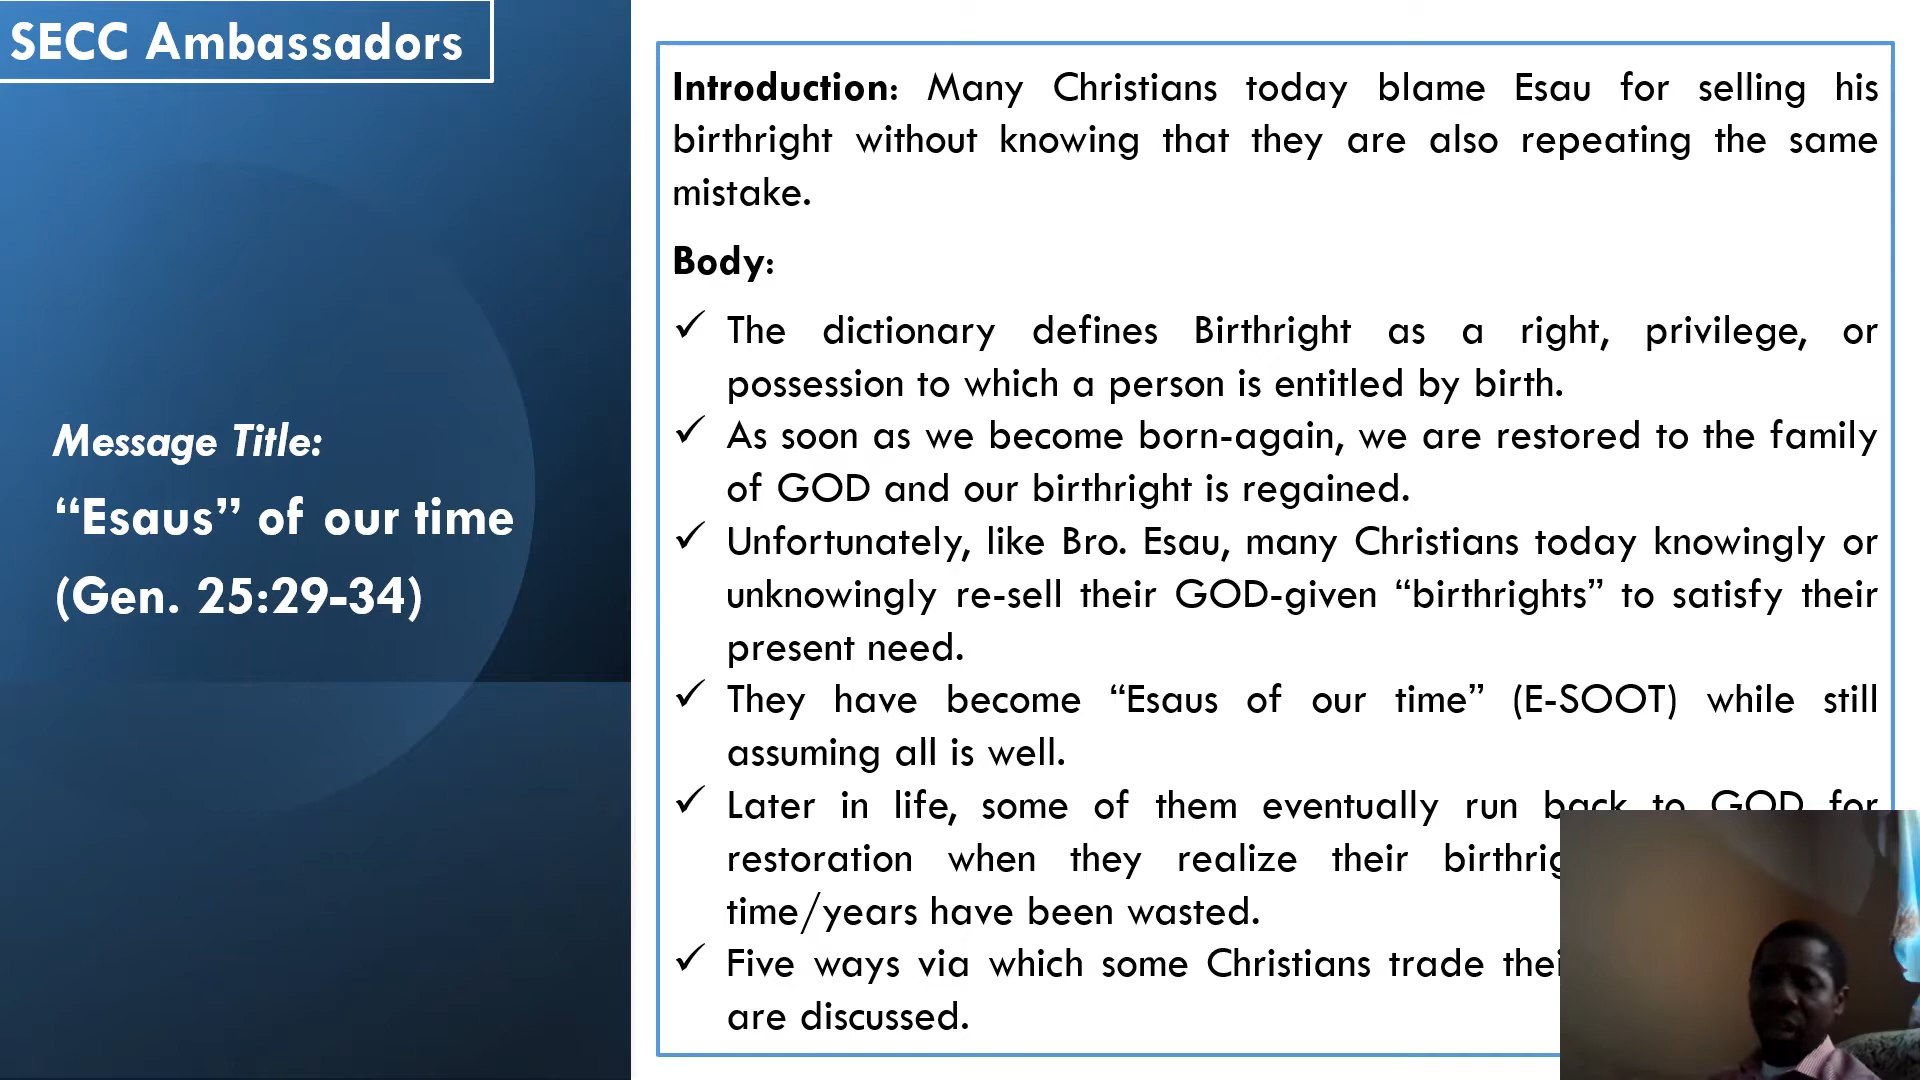 SECC Ambassadors
Message Title:
“Esaus” of our time
(Gen. 25:29-34)
Introduction: Many Christians today blame Esau for selling his
birthright without knowing that they are also repeating the same
mistake.
Body:
✓ The dictionary defines Birthright as a right, privilege, or
possession to which a person is entitled by birth.
✓ As soon as we become born-again, we are restored to the family
of GOD and our birthright is regained.
✓ Unfortunately, like Bro. Esau, many Christians today knowingly or
unknowingly re-sell their GOD-given “birthrights” to satisfy their
present need.
✓ They have become “Esaus of our time” (E-SOOT) while still
assuming all is well.
✓ Later in life, some of them eventually run back to GOD for
restoration when they realize their
time/years have been wasted.
✓ Five ways via which some Christians trade
are discussed.